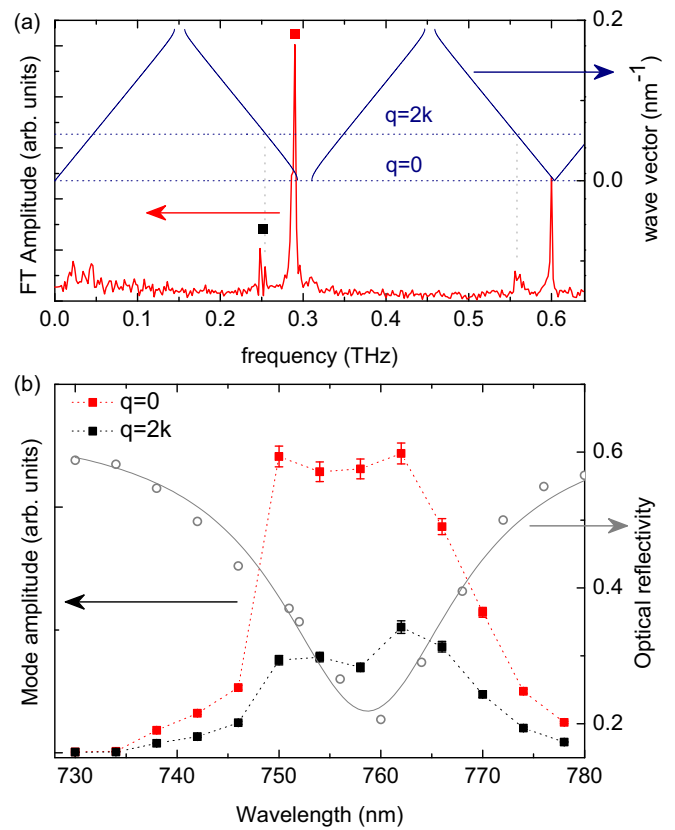 (a)
FT Amplitude (arb. units)
0.2
0.0
wave vector (nm⁻¹)
q=2k
q=0
0.0 0.1 0.2 0.3 0.4 0.5 0.6
frequency (THz)
(b)
q=0
q=2k
Mode amplitude (arb. units)
0.6
0.4
0.2
Optical reflectivity
730 740 750 760 770 780
Wavelength (nm)